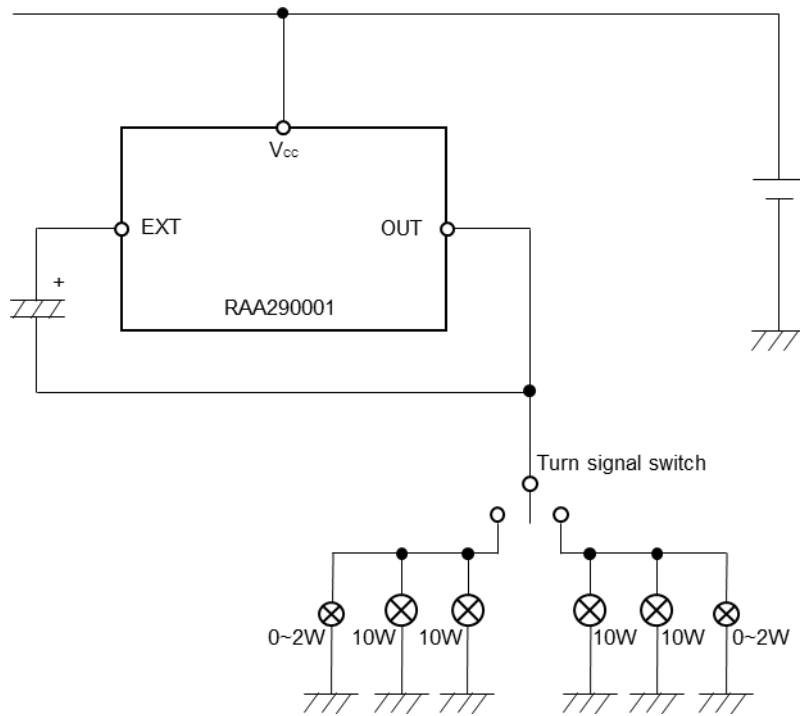 Vcc
EXT
OUT
+
RAA290001
Turn signal switch
0~2W 10W 10W 10W 10W 0~2W